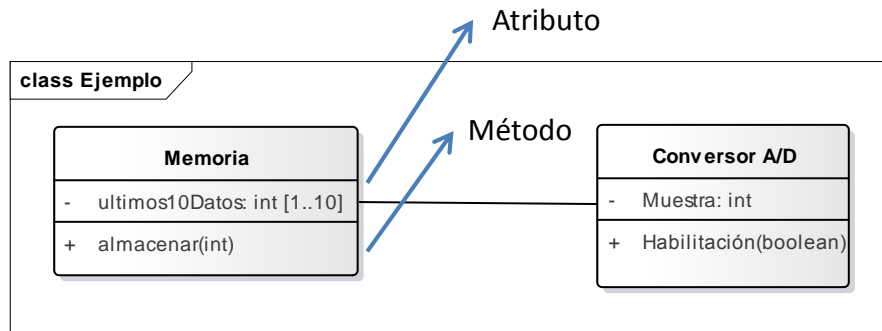 Atributo
class Ejemplo
Método
Memoria
- ultimos10Datos: int [1..10]
+ almacenar(int)
Conversor A/D
- Muestra: int
+ Habilitación(boolean)